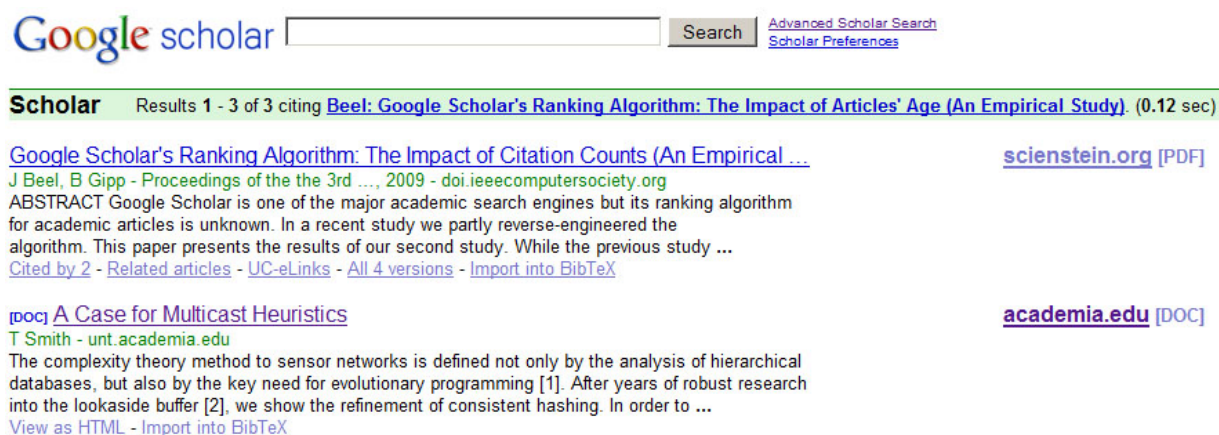 Google scholar Search Advanced Scholar Search
Scholar Preferences
Scholar Results 1 - 3 of 3 citing Beel: Google Scholar's Ranking Algorithm: The Impact of Articles' Age (An Empirical Study). (0.12 sec)
Google Scholar's Ranking Algorithm: The Impact of Citation Counts (An Empirical ... scienstein.org [PDF]
J Beel, B Gipp - Proceedings of the the 3rd ..., 2009 - doi.ieeecomputersociety.org
ABSTRACT Google Scholar is one of the major academic search engines but its ranking algorithm
for academic articles is unknown. In a recent study we partly reverse-engineered the
algorithm. This paper presents the results of our second study. While the previous study ...
Cited by 2 - Related articles - UC-eLinks - All 4 versions - Import into BibTeX
[DOC] A Case for Multicast Heuristics academia.edu [DOC]
T Smith - unt.academia.edu
The complexity theory method to sensor networks is defined not only by the analysis of hierarchical
databases, but also by the key need for evolutionary programming [1]. After years of robust research
into the lookaside buffer [2], we show the refinement of consistent hashing. In order to ...
View as HTML - Import into BibTeX